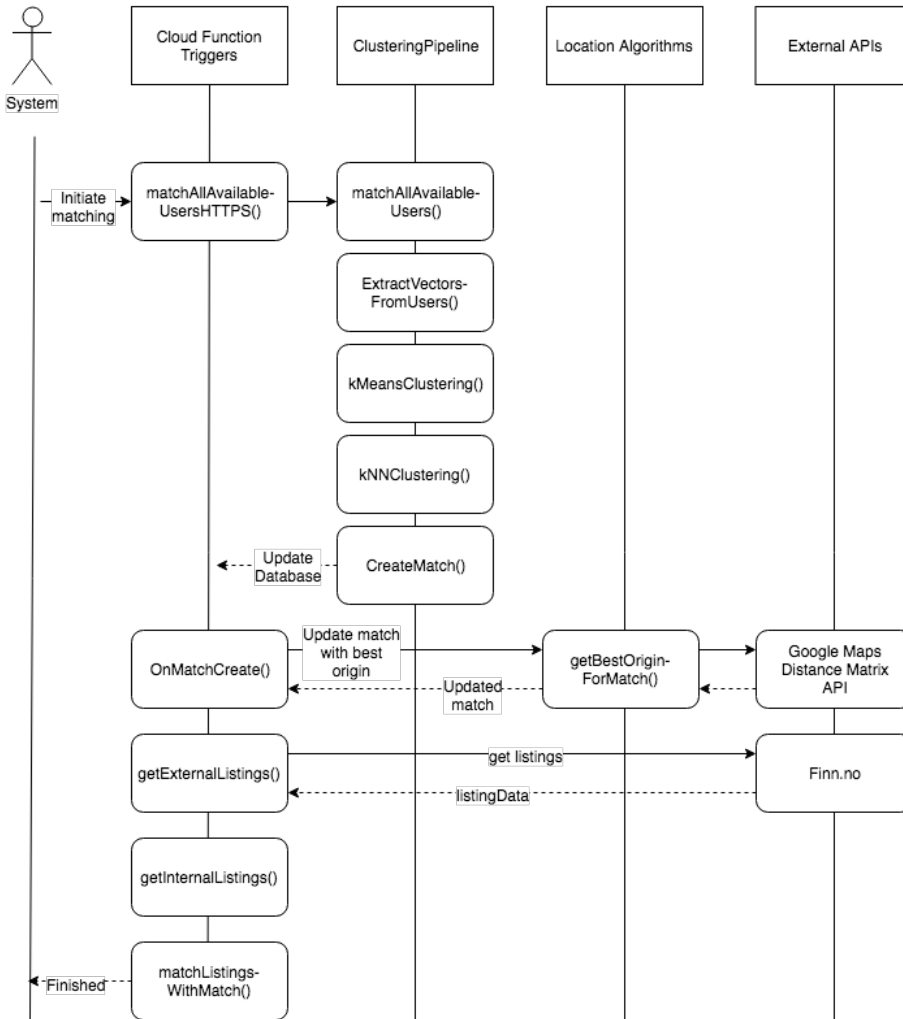 Cloud Function
Triggers
ClusteringPipeline
Location Algorithms
External APIs
System
Initiate
matching
matchAllAvailable-
UsersHTTPS()
matchAllAvailable-
Users()
ExtractVectors-
FromUsers()
kMeansClustering()
kNNClustering()
Update
Database
CreateMatch()
OnMatchCreate()
Update match
with best
origin
Updated
match
getBestOrigin-
ForMatch()
Google Maps
Distance Matrix
API
getExternalListings()
get listings
listingData
Finn.no
getInternalListings()
Finished
matchListings-
WithMatch()